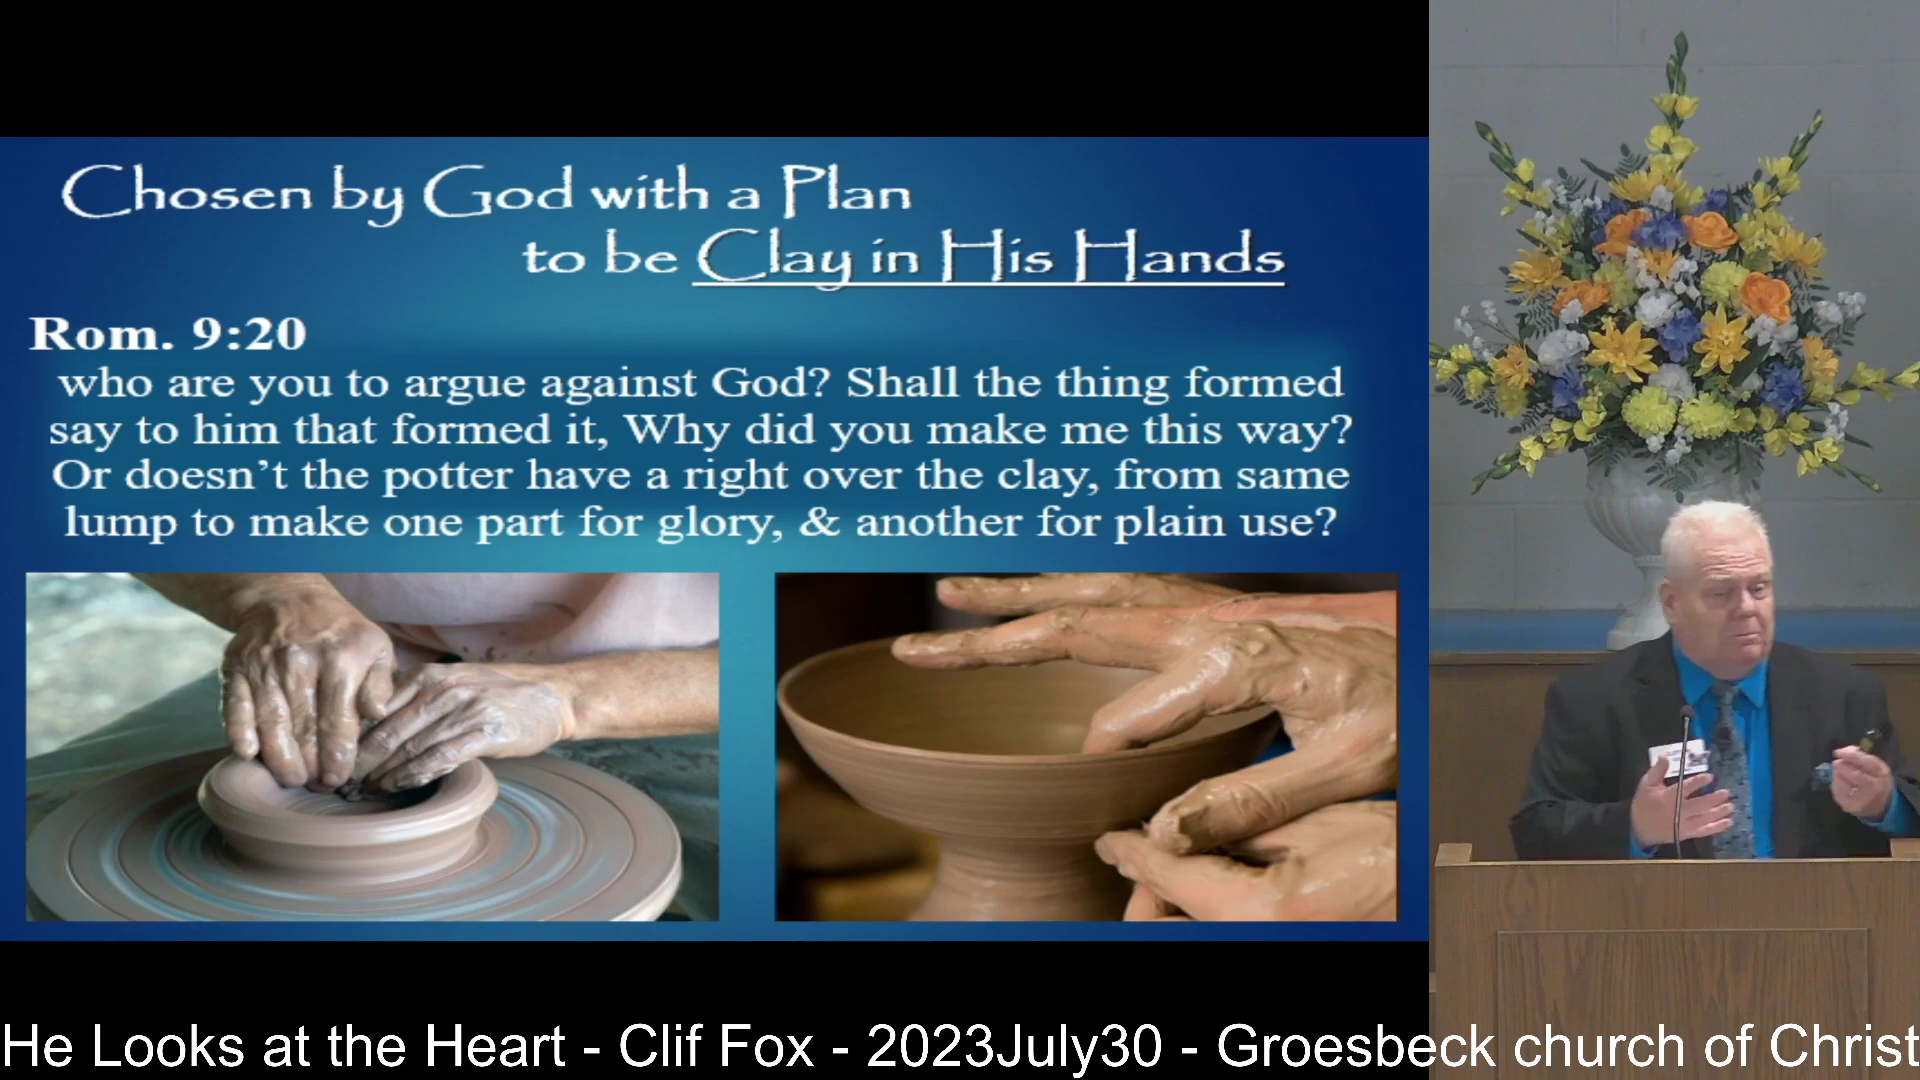 Chosen by God with a Plan
to be Clay in His Hands
Rom. 9:20
who are you to argue against God? Shall the thing formed
say to him that formed it, Why did you make me this way?
Or doesn’t the potter have a right over the clay, from same
lump to make one part for glory, & another for plain use?
He Looks at the Heart - Clif Fox - 2023July30 - Groesbeck church of Christ